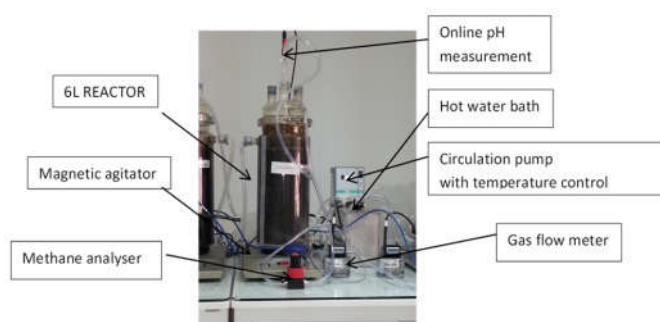 Online pH
measurement
6L REACTOR
Hot water bath
Magnetic agitator
Circulation pump
with temperature control
Methane analyser
Gas flow meter